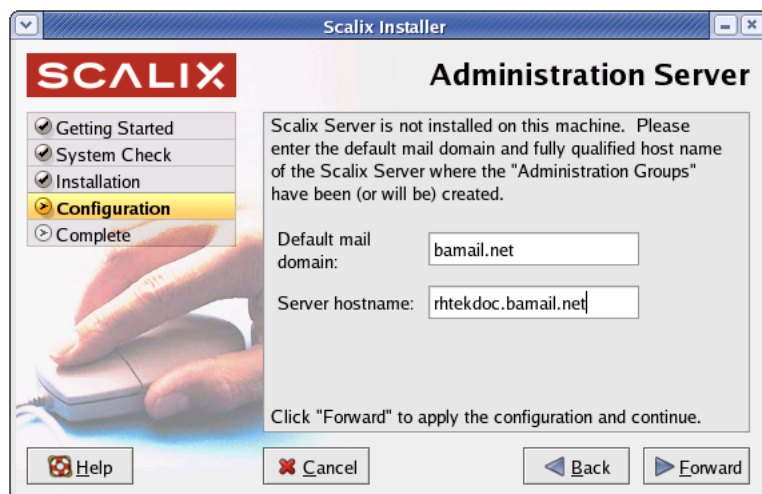 Scalix Installer
SCALIX
Administration Server
Getting Started
System Check
Installation
Configuration
Complete
Scalix Server is not installed on this machine. Please
enter the default mail domain and fully qualified host name
of the Scalix Server where the "Administration Groups"
have been (or will be) created.
Default mail
domain:
bamail.net
Server hostname:
rhtekdoc.bamail.net
Click "Forward" to apply the configuration and continue.
Help
Cancel
Back
Forward